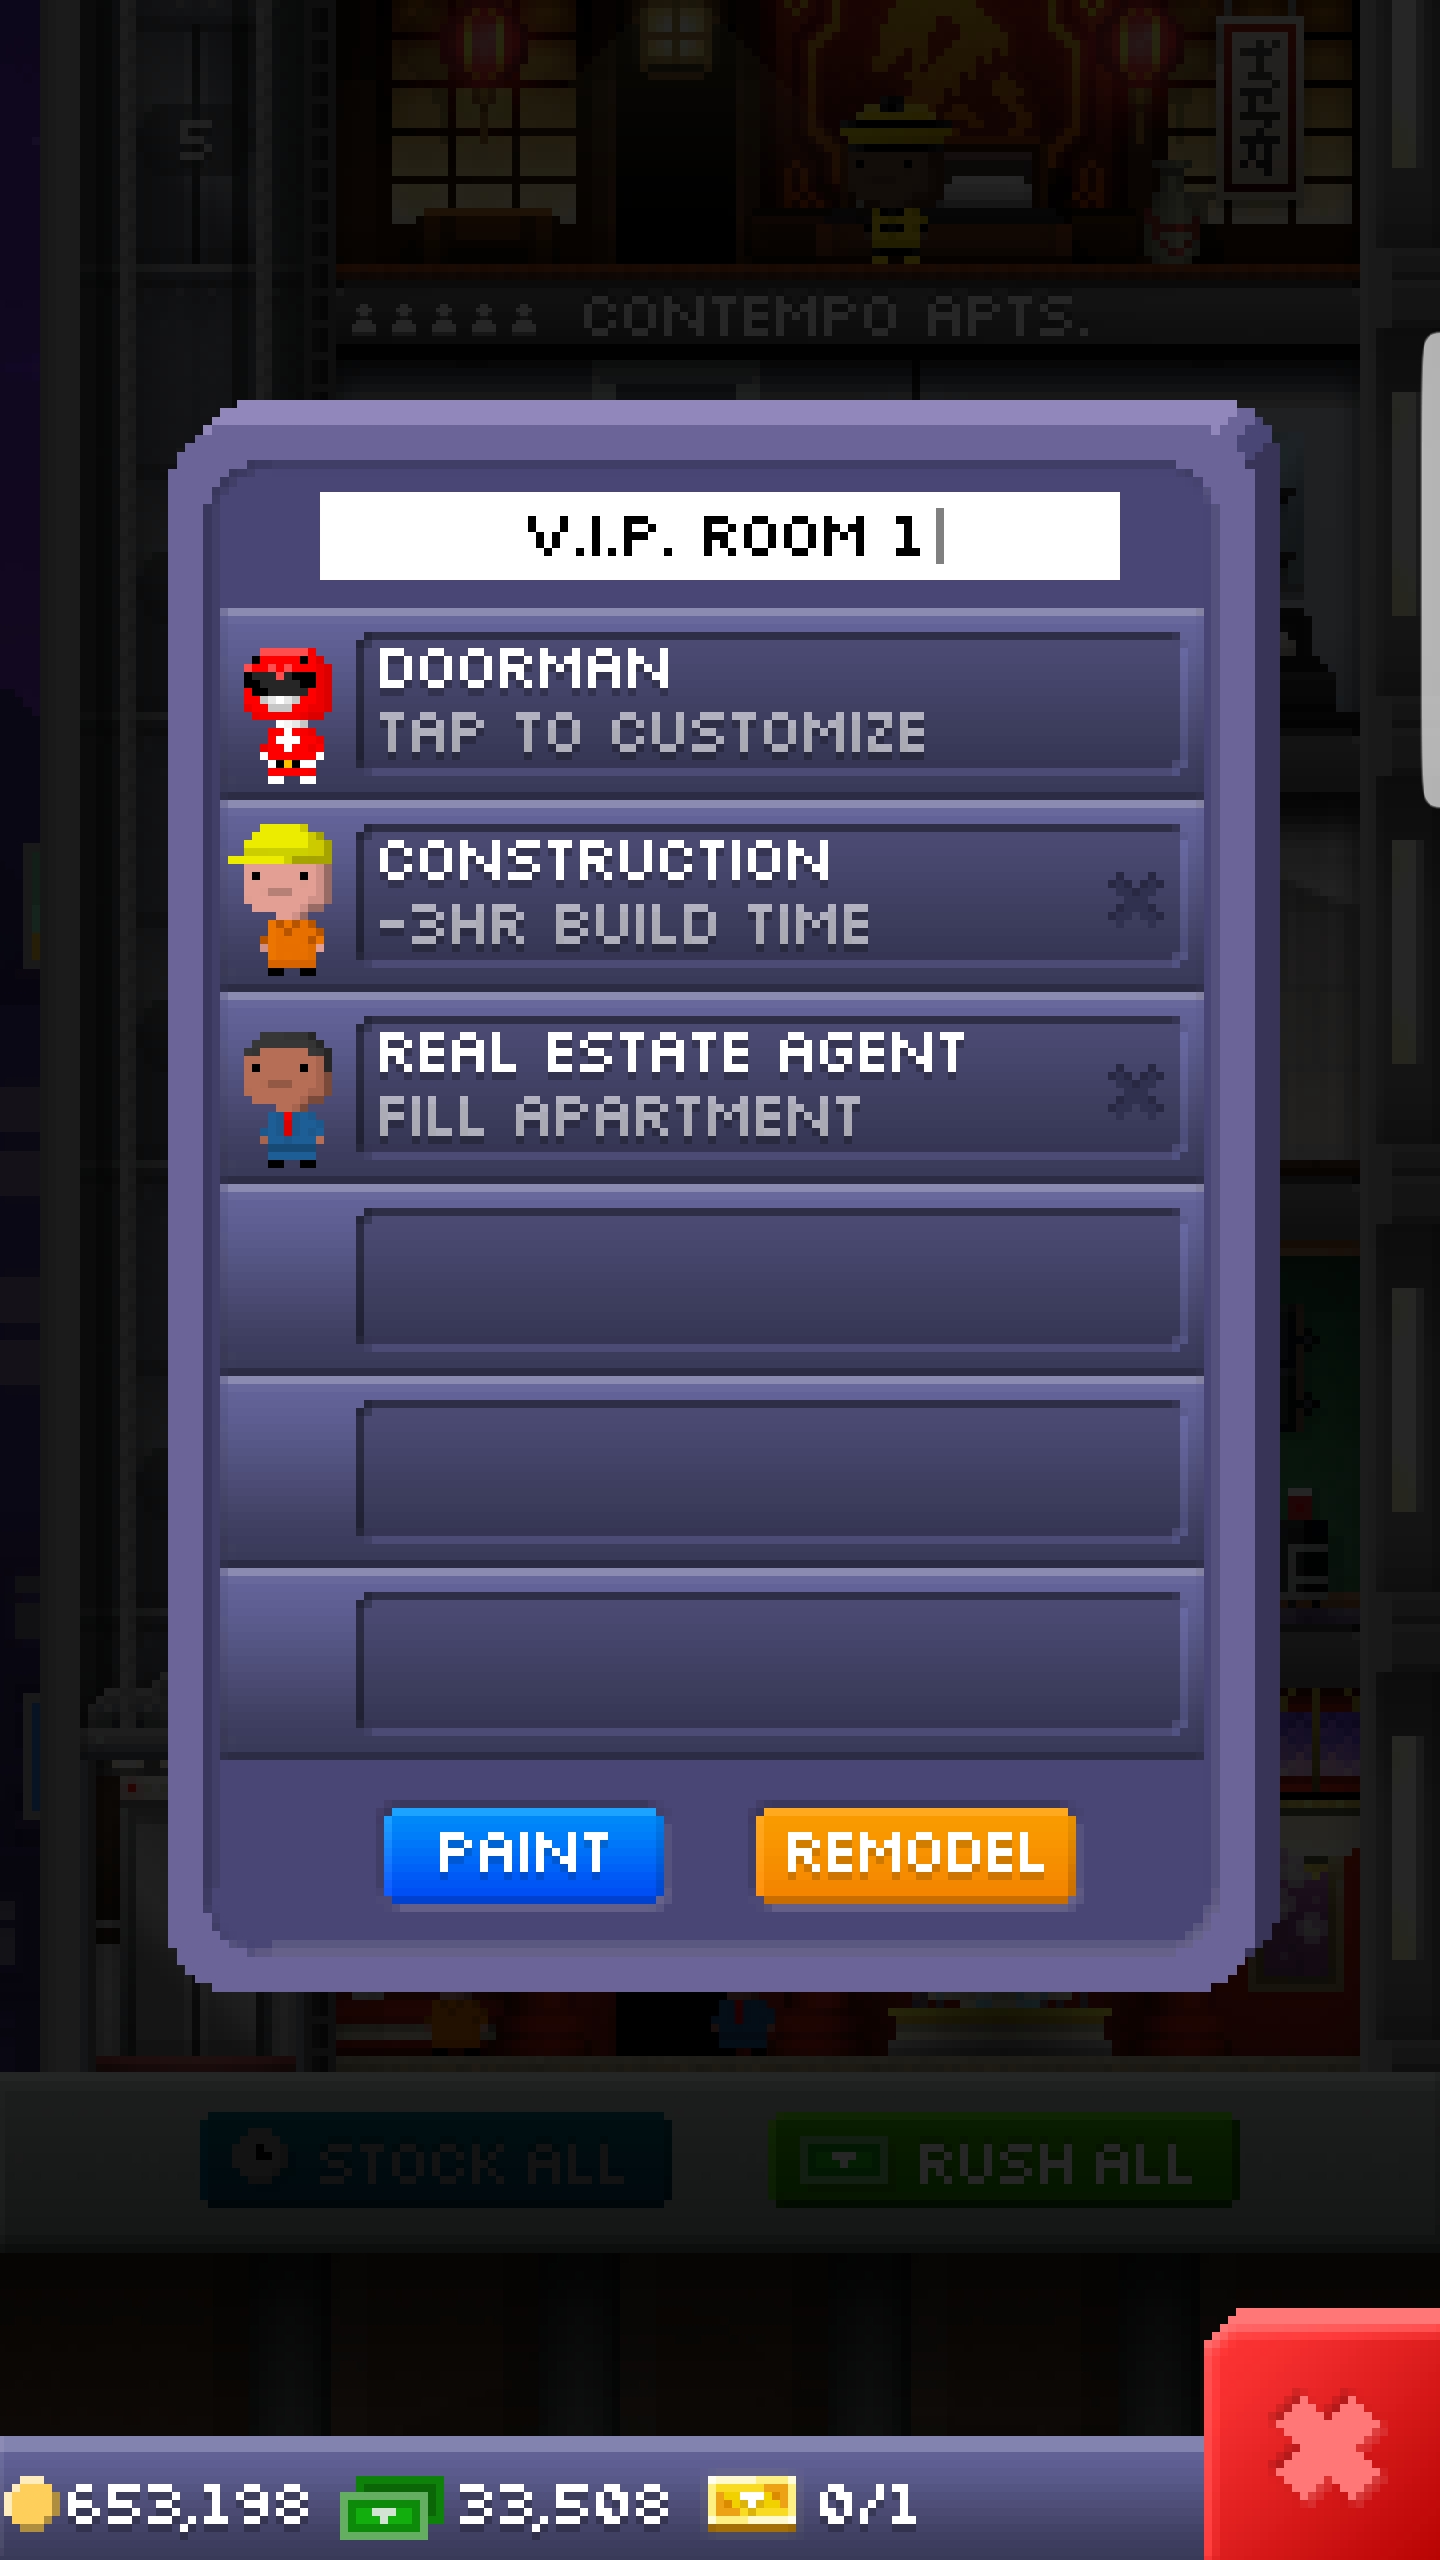 5
CONTEMPO APTS.
V.I.P. ROOM 1
DOORMAN
TAP TO CUSTOMIZE
CONSTRUCTION
-3HR BUILD TIME
REAL ESTATE AGENT
FILL APARTMENT
PAINT REMODEL
STOCK ALL RUSH ALL
653,198 33,508 0/1